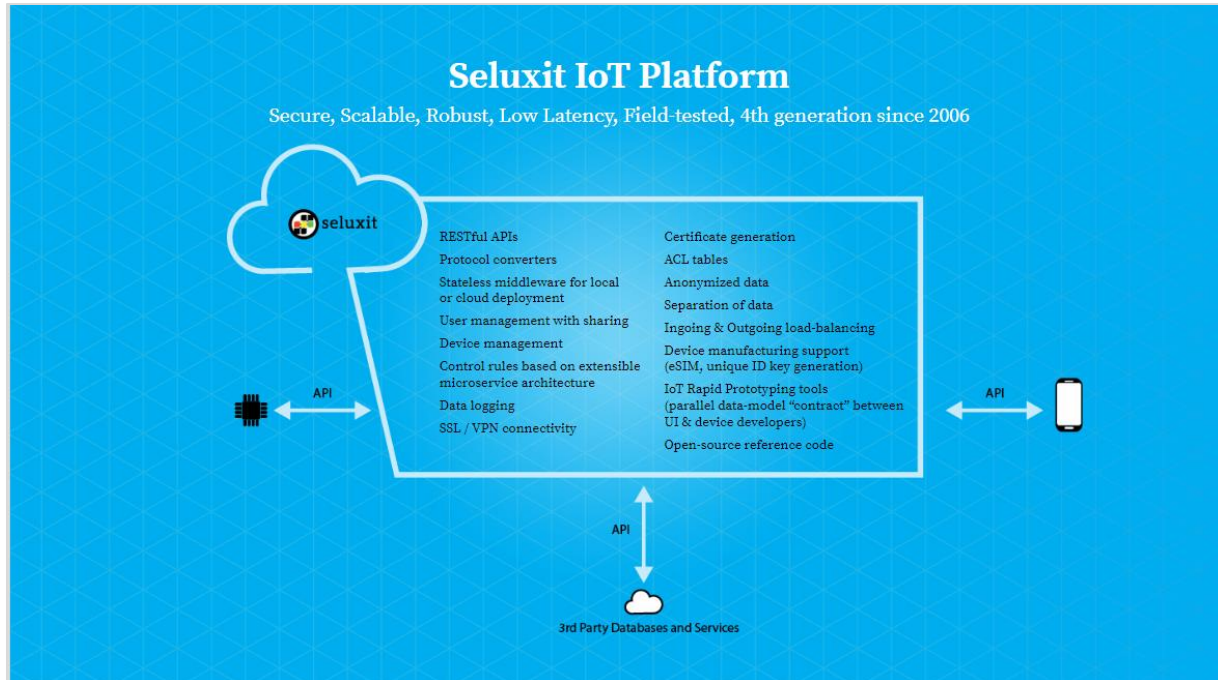 Seluxit IoT Platform
Secure, Scalable, Robust, Low Latency, Field-tested, 4th generation since 2006
seluxit
RESTful APIs
Protocol converters
Stateless middleware for local
or cloud deployment
User management with sharing
Device management
Control rules based on extensible
microservice architecture
Data logging
SSL / VPN connectivity
Certificate generation
ACL tables
Anonymized data
Separation of data
Ingoing & Outgoing load-balancing
Device manufacturing support
(eSIM, unique ID key generation)
IoT Rapid Prototyping tools
(parallel data-model “contract” between
UI & device developers)
Open-source reference code
API
API
API
3rd Party Databases and Services